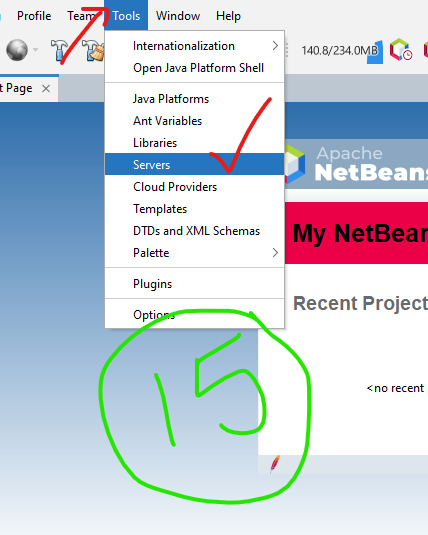 Profile Team Tools Window Help
140.8/234.0MB
t Page
Internationalization
Open Java Platform Shell
Java Platforms
Ant Variables
Libraries
Servers
Cloud Providers
Templates
DTDs and XML Schemas
Palette
Plugins
Options
Apache
NetBeans
My NetBean
Recent Project
<no recent
15